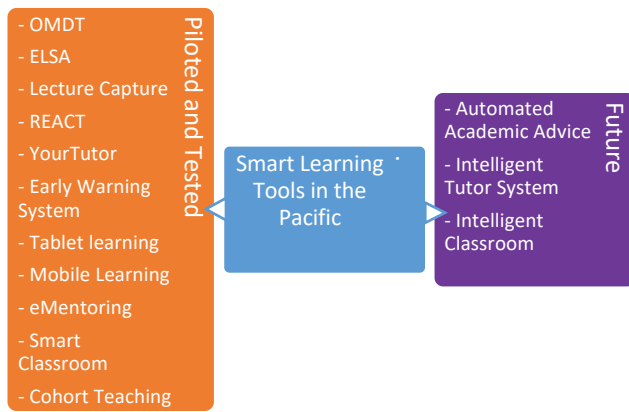 - OMDT
- ELSA
- Lecture Capture
- REACT
- YourTutor
- Early Warning
System
- Tablet learning
- Mobile Learning
- eMentoring
- Smart
Classroom
- Cohort Teaching
Piloted and Tested
Smart Learning
Tools in the
Pacific
- Automated
Academic Advice
- Intelligent
Tutor System
- Intelligent
Classroom
Future